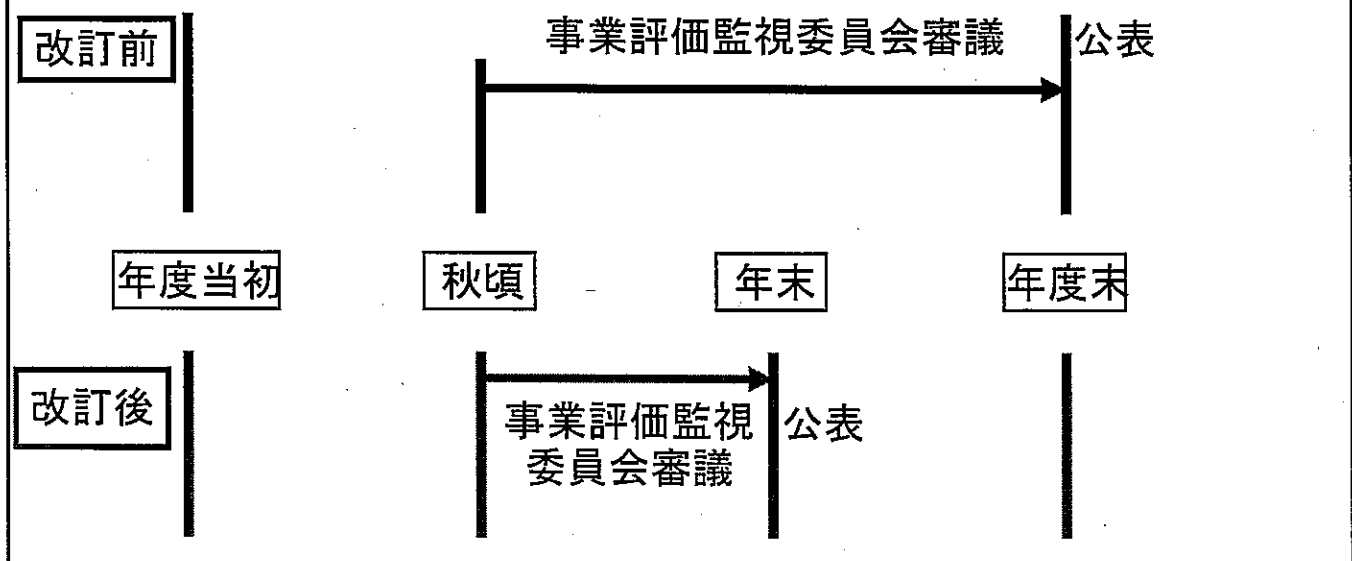 改訂前
事業評価監視委員会審議
公表
年度当初
秋頃
年末
年度末
改訂後
事業評価監視
委員会審議
公表